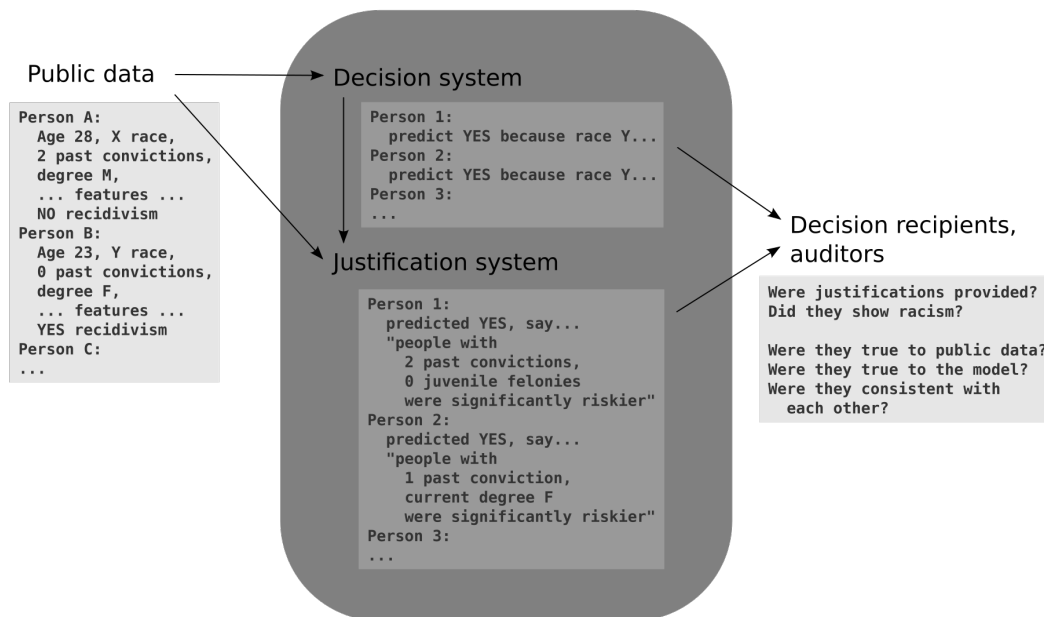 Public data
Person A:
Age 28, X race,
2 past convictions,
degree M,
... features ...
NO recidivism
Person B:
Age 23, Y race,
0 past convictions,
degree F,
... features ...
YES recidivism
Person C:
...
Decision system
Person 1:
predict YES because race Y...
Person 2:
predict YES because race Y...
Person 3:
...
Justification system
Person 1:
predicted YES, say...
"people with
2 past convictions,
0 juvenile felonies
were significantly riskier"
Person 2:
predicted YES, say...
"people with
1 past conviction,
current degree F
were significantly riskier"
Person 3:
...
Decision recipients,
auditors
Were justifications provided?
Did they show racism?
Were they true to public data?
Were they true to the model?
Were they consistent with
each other?